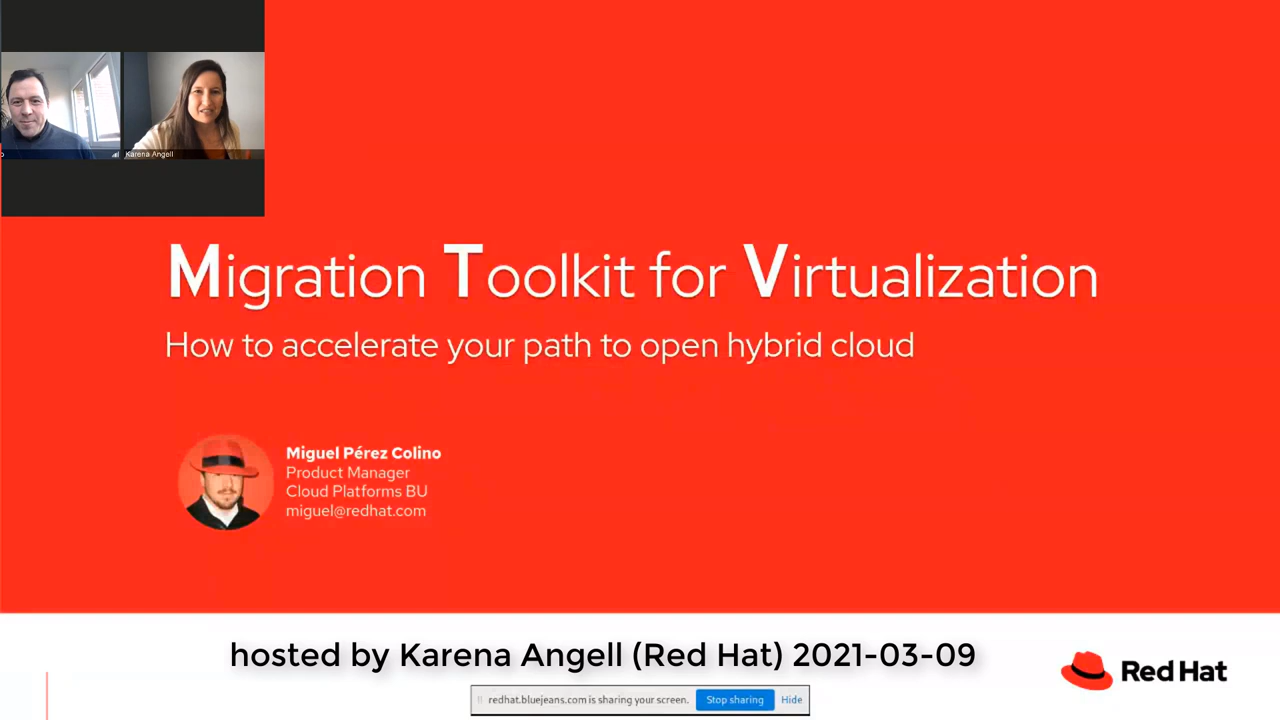 Karena Angell
Migration Toolkit for Virtualization
How to accelerate your path to open hybrid cloud
Miguel Pérez Colino
Product Manager
Cloud Platforms BU
miguel@redhat.com
hosted by Karena Angell (Red Hat) 2021-03-09
Red Hat
redhat.bluejeans.com is sharing your screen. Stop sharing Hide